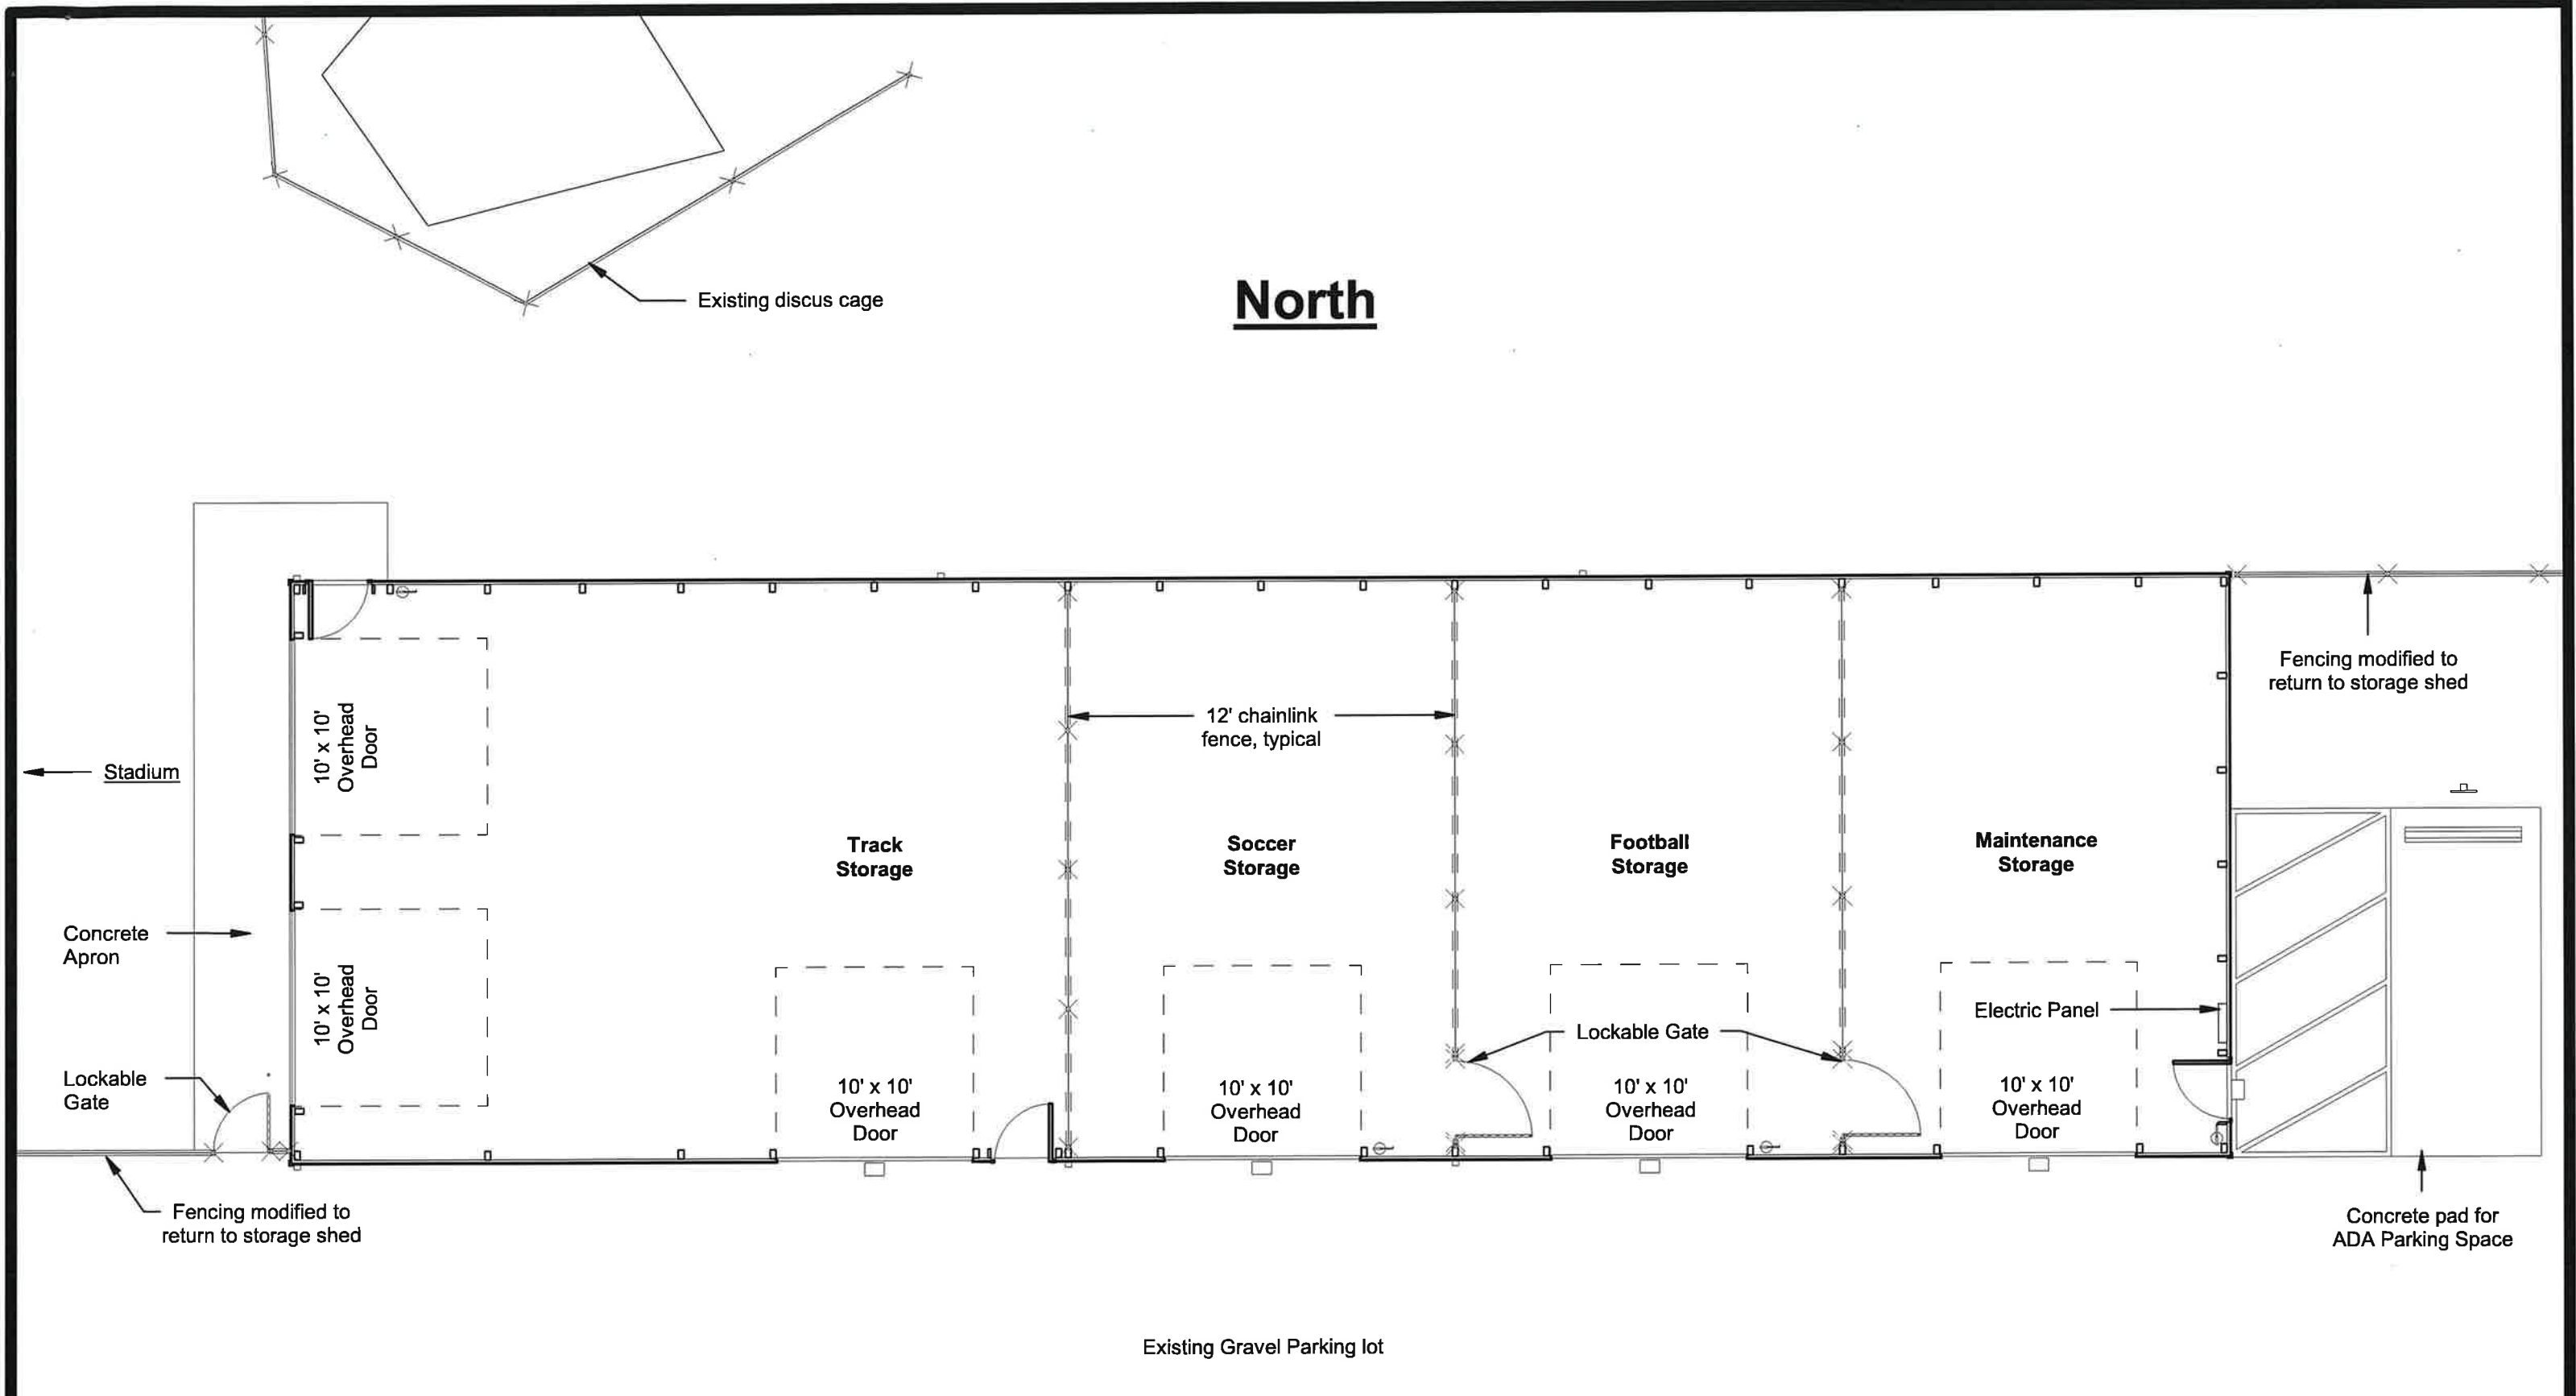 Existing discus cage
North
Fencing modified to
return to storage shed
10' x 10'
Overhead
Door
12' chainlink
fence, typical
Stadium
Track
Storage
Soccer
Storage
Football
Storage
Maintenance
Storage
Concrete
Apron
10' x 10'
Overhead
Door
Electric Panel
Lockable Gate
Lockable
Gate
10' x 10'
Overhead
Door
10' x 10'
Overhead
Door
10' x 10'
Overhead
Door
10' x 10'
Overhead
Door
Fencing modified to
return to storage shed
Concrete pad for
ADA Parking Space
Existing Gravel Parking lot